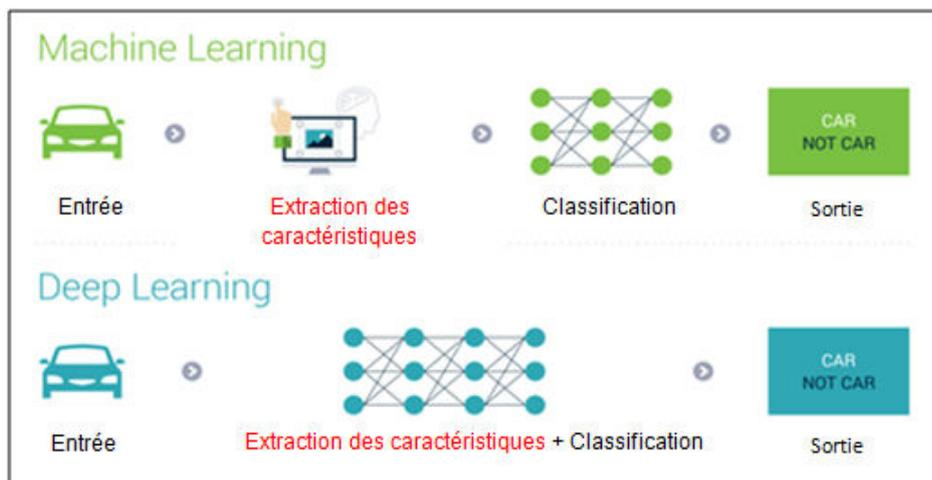 Machine Learning
CAR
NOT CAR
Entrée
Extraction des
caractéristiques
Classification
Sortie
Deep Learning
CAR
NOT CAR
Entrée
Extraction des caractéristiques + Classification
Sortie